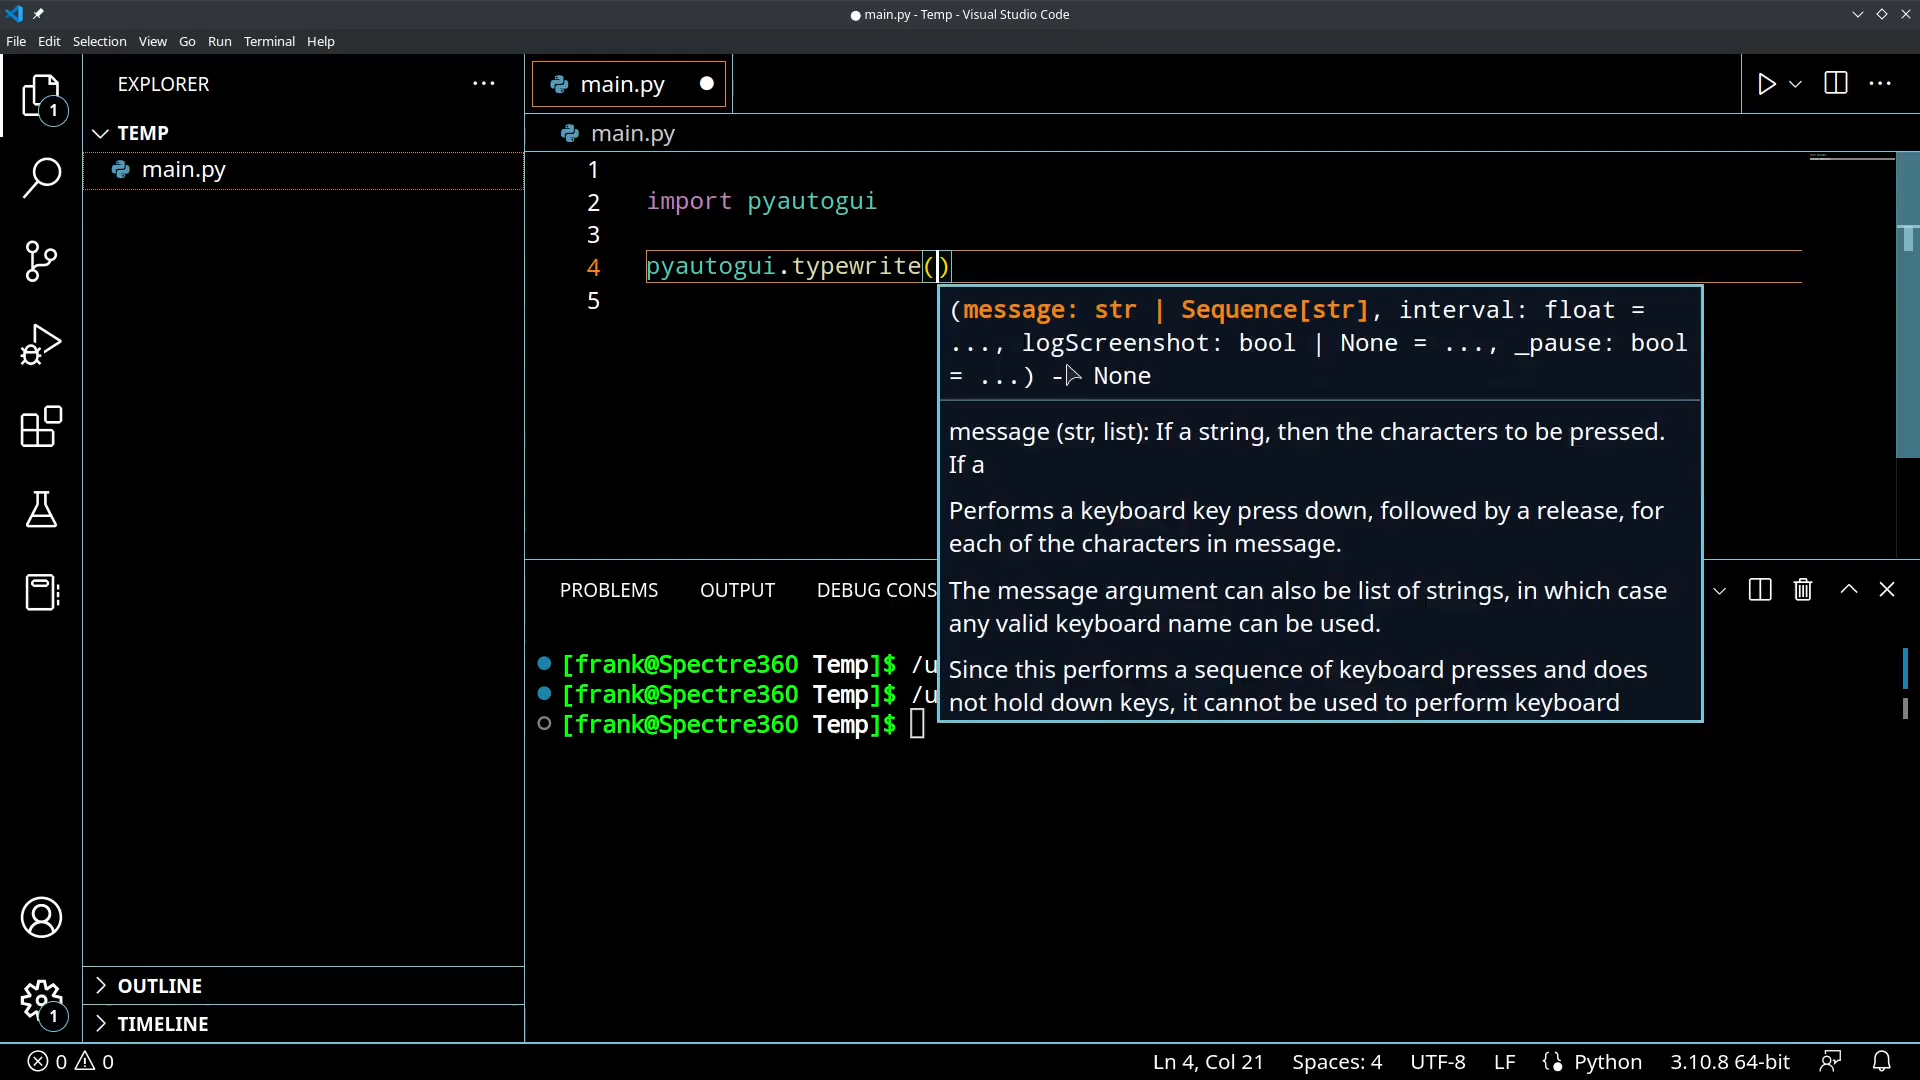 main.py - Temp - Visual Studio Code
File Edit Selection View Go Run Terminal Help
EXPLORER
TEMP
main.py
OUTLINE
TIMELINE
1
1
main.py
main.py
1
2 import pyautogui
3
4 pyautogui.typewrite()
5
(message: str | Sequence[str], interval: float =
..., logScreenshot: bool | None = ..., _pause: bool
= ...) -> None
message (str, list): If a string, then the characters to be pressed.
If a
Performs a keyboard key press down, followed by a release, for
each of the characters in message.
The message argument can also be list of strings, in which case
any valid keyboard name can be used.
Since this performs a sequence of keyboard presses and does
not hold down keys, it cannot be used to perform keyboard
PROBLEMS OUTPUT DEBUG CONS
[frank@Spectre360 Temp]$ /u
[frank@Spectre360 Temp]$ /u
[frank@Spectre360 Temp]$
0 0 Ln 4, Col 21 Spaces: 4 UTF-8 LF Python 3.10.8 64-bit